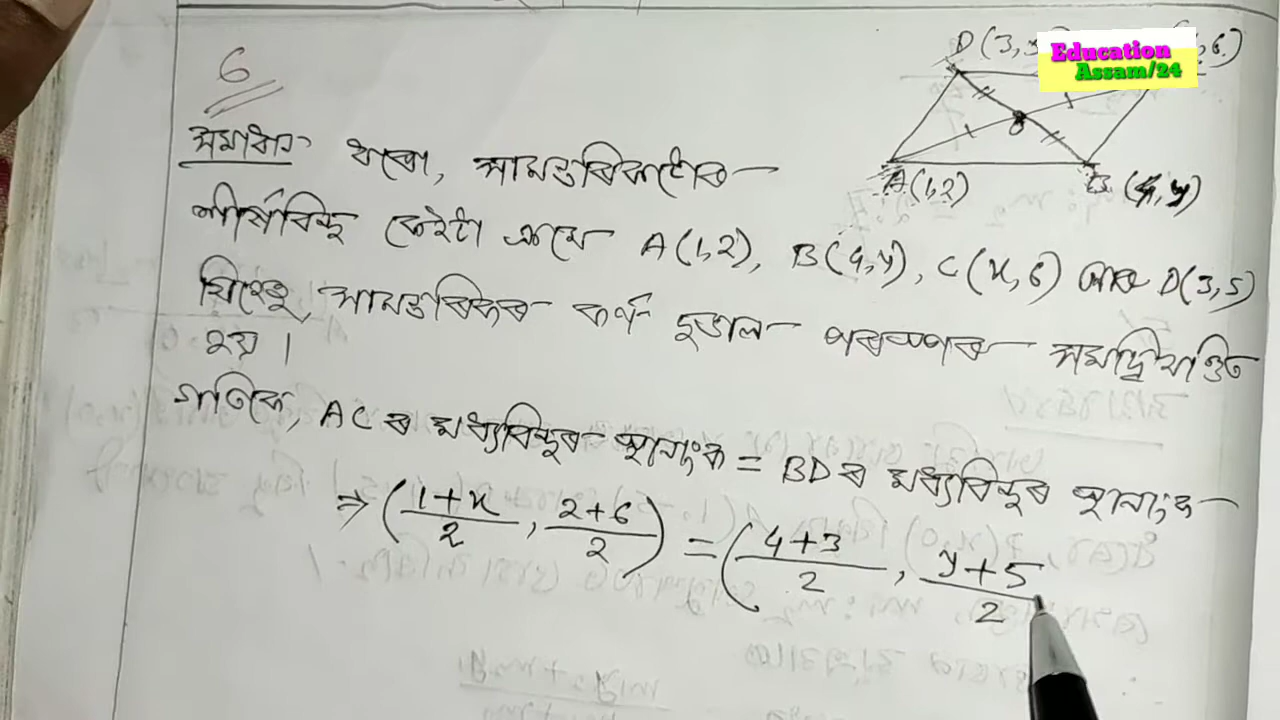 6
D(3,
,6)
Education
Assam/24
A(1,2)
B(4,y)
সমাধান ধৰো, সামন্তৰিকটোৰ
শীৰ্ষবিন্দু কেইটা ক্ৰমে A(1,2), B(4,y), C(x,6) আৰু D(3,5)
যিহেতু, সামন্তৰিকৰ কৰ্ণ দুডাল পৰস্পৰ সমদ্বিখণ্ডিত
হয়।
গতিকে, AC ৰ মধ্যবিন্দুৰ স্থানাংক = BD ৰ মধ্যবিন্দুৰ স্থানাংক
⇒ ((1+x)/2, (2+6)/2) = ((4+3)/2, (y+5)/2